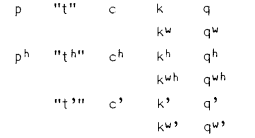 p "t" c k q
kʷ qʷ
pʰ "tʰ" cʰ kʰ qʰ
kʷʰ qʷʰ
"t’" c’ k’ q’
kʷ’ qʷ’